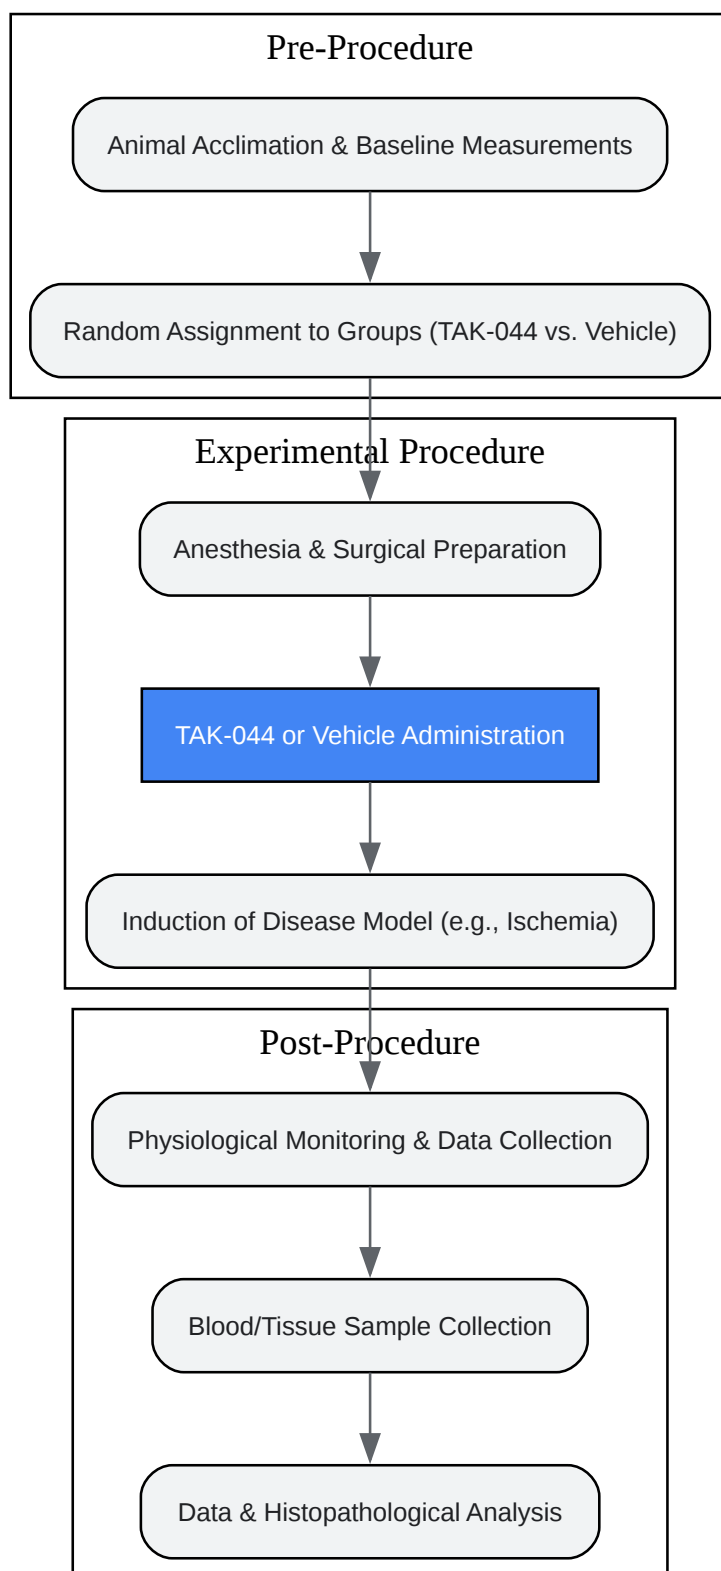 Pre-Procedure
Animal Acclimation & Baseline Measurements
Random Assignment to Groups (TAK-044 vs. Vehicle)
Experimental Procedure
Anesthesia & Surgical Preparation
TAK-044 or Vehicle Administration
Induction of Disease Model (e.g., Ischemia)
Post-Procedure
Physiological Monitoring & Data Collection
Blood/Tissue Sample Collection
Data & Histopathological Analysis